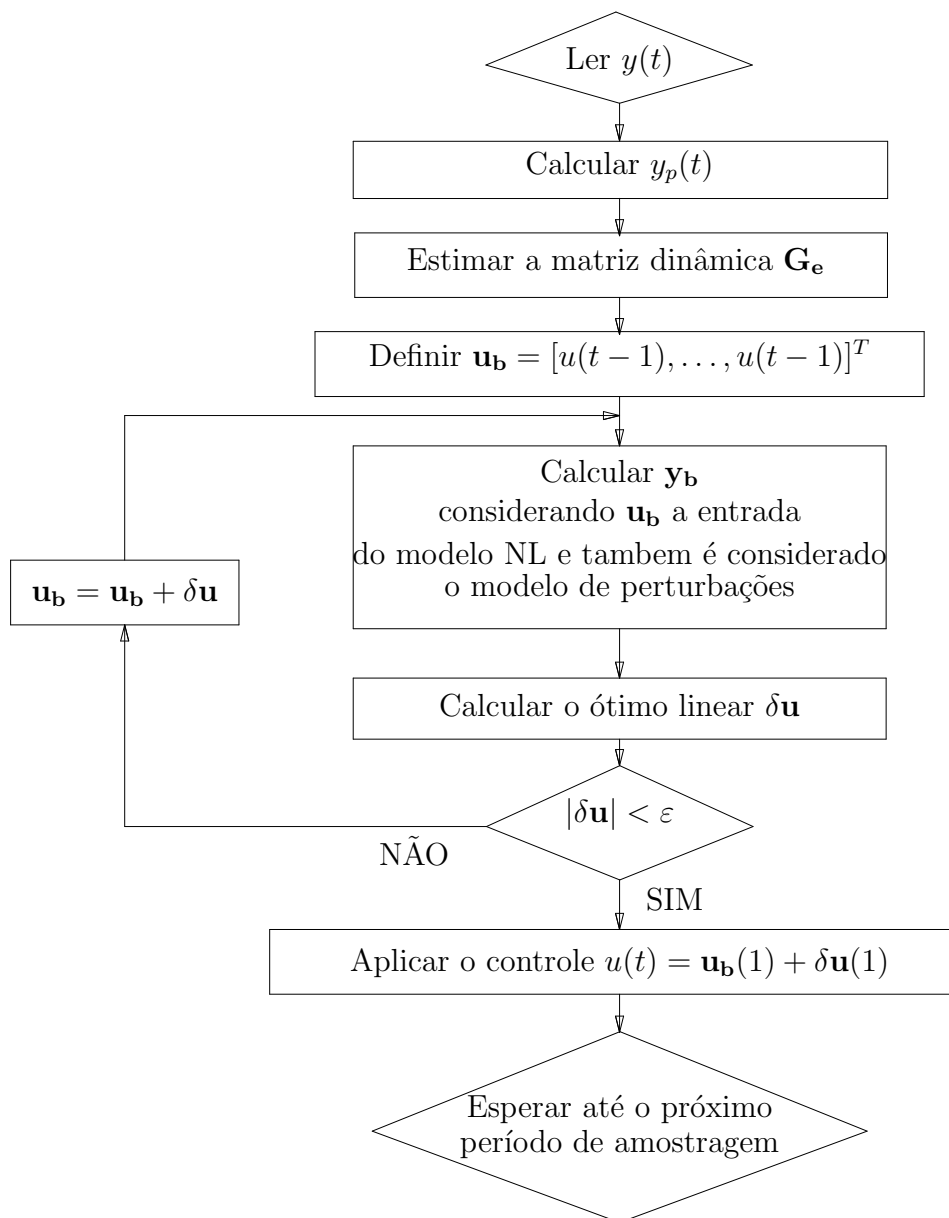 Ler y(t)
Calcular y_p(t)
Estimar a matriz dinâmica G_e
Definir u_b = [u(t − 1), . . . , u(t − 1)]^T
Calcular y_b
considerando u_b a entrada
do modelo NL e tambem é considerado
o modelo de perturbações
u_b = u_b + δu
Calcular o ótimo linear δu
|δu| < ε
NÃO
SIM
Aplicar o controle u(t) = u_b(1) + δu(1)
Esperar até o próximo
período de amostragem